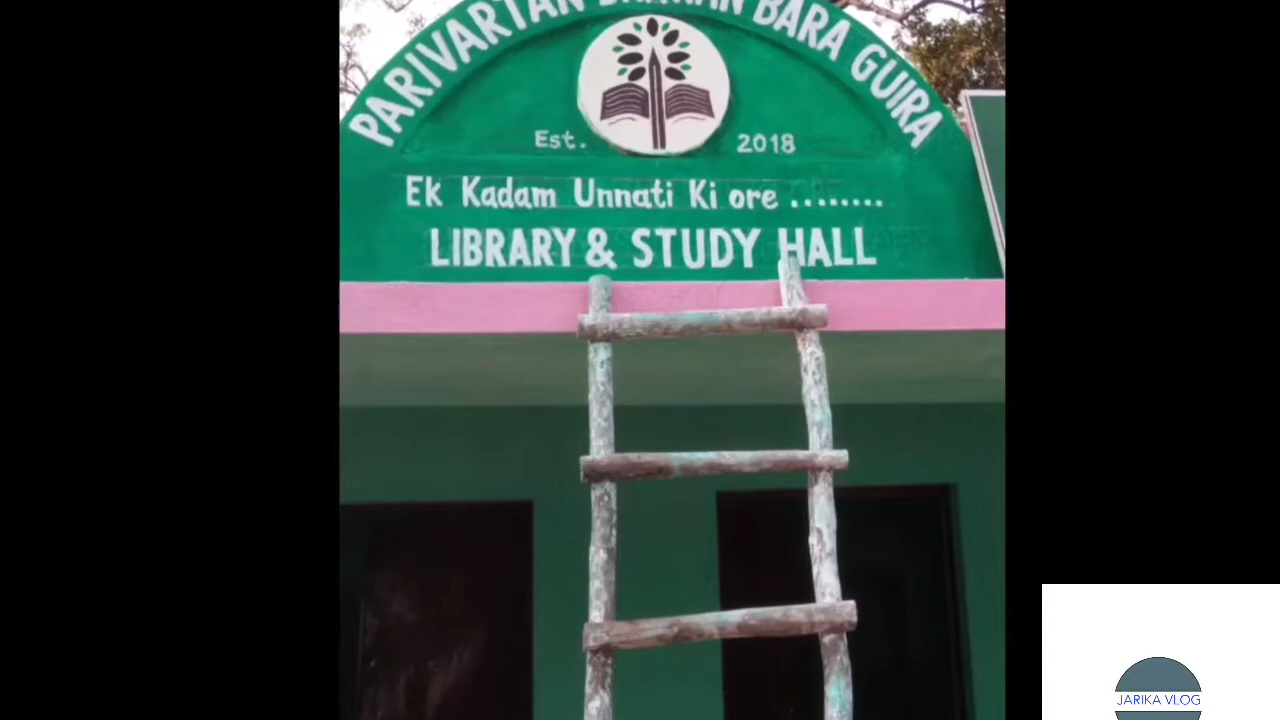 PARIVARTAN BARA GUIRA
Est. 2018
Ek Kadam Unnati Ki ore ........
LIBRARY & STUDY HALL
JARIKA VLOG